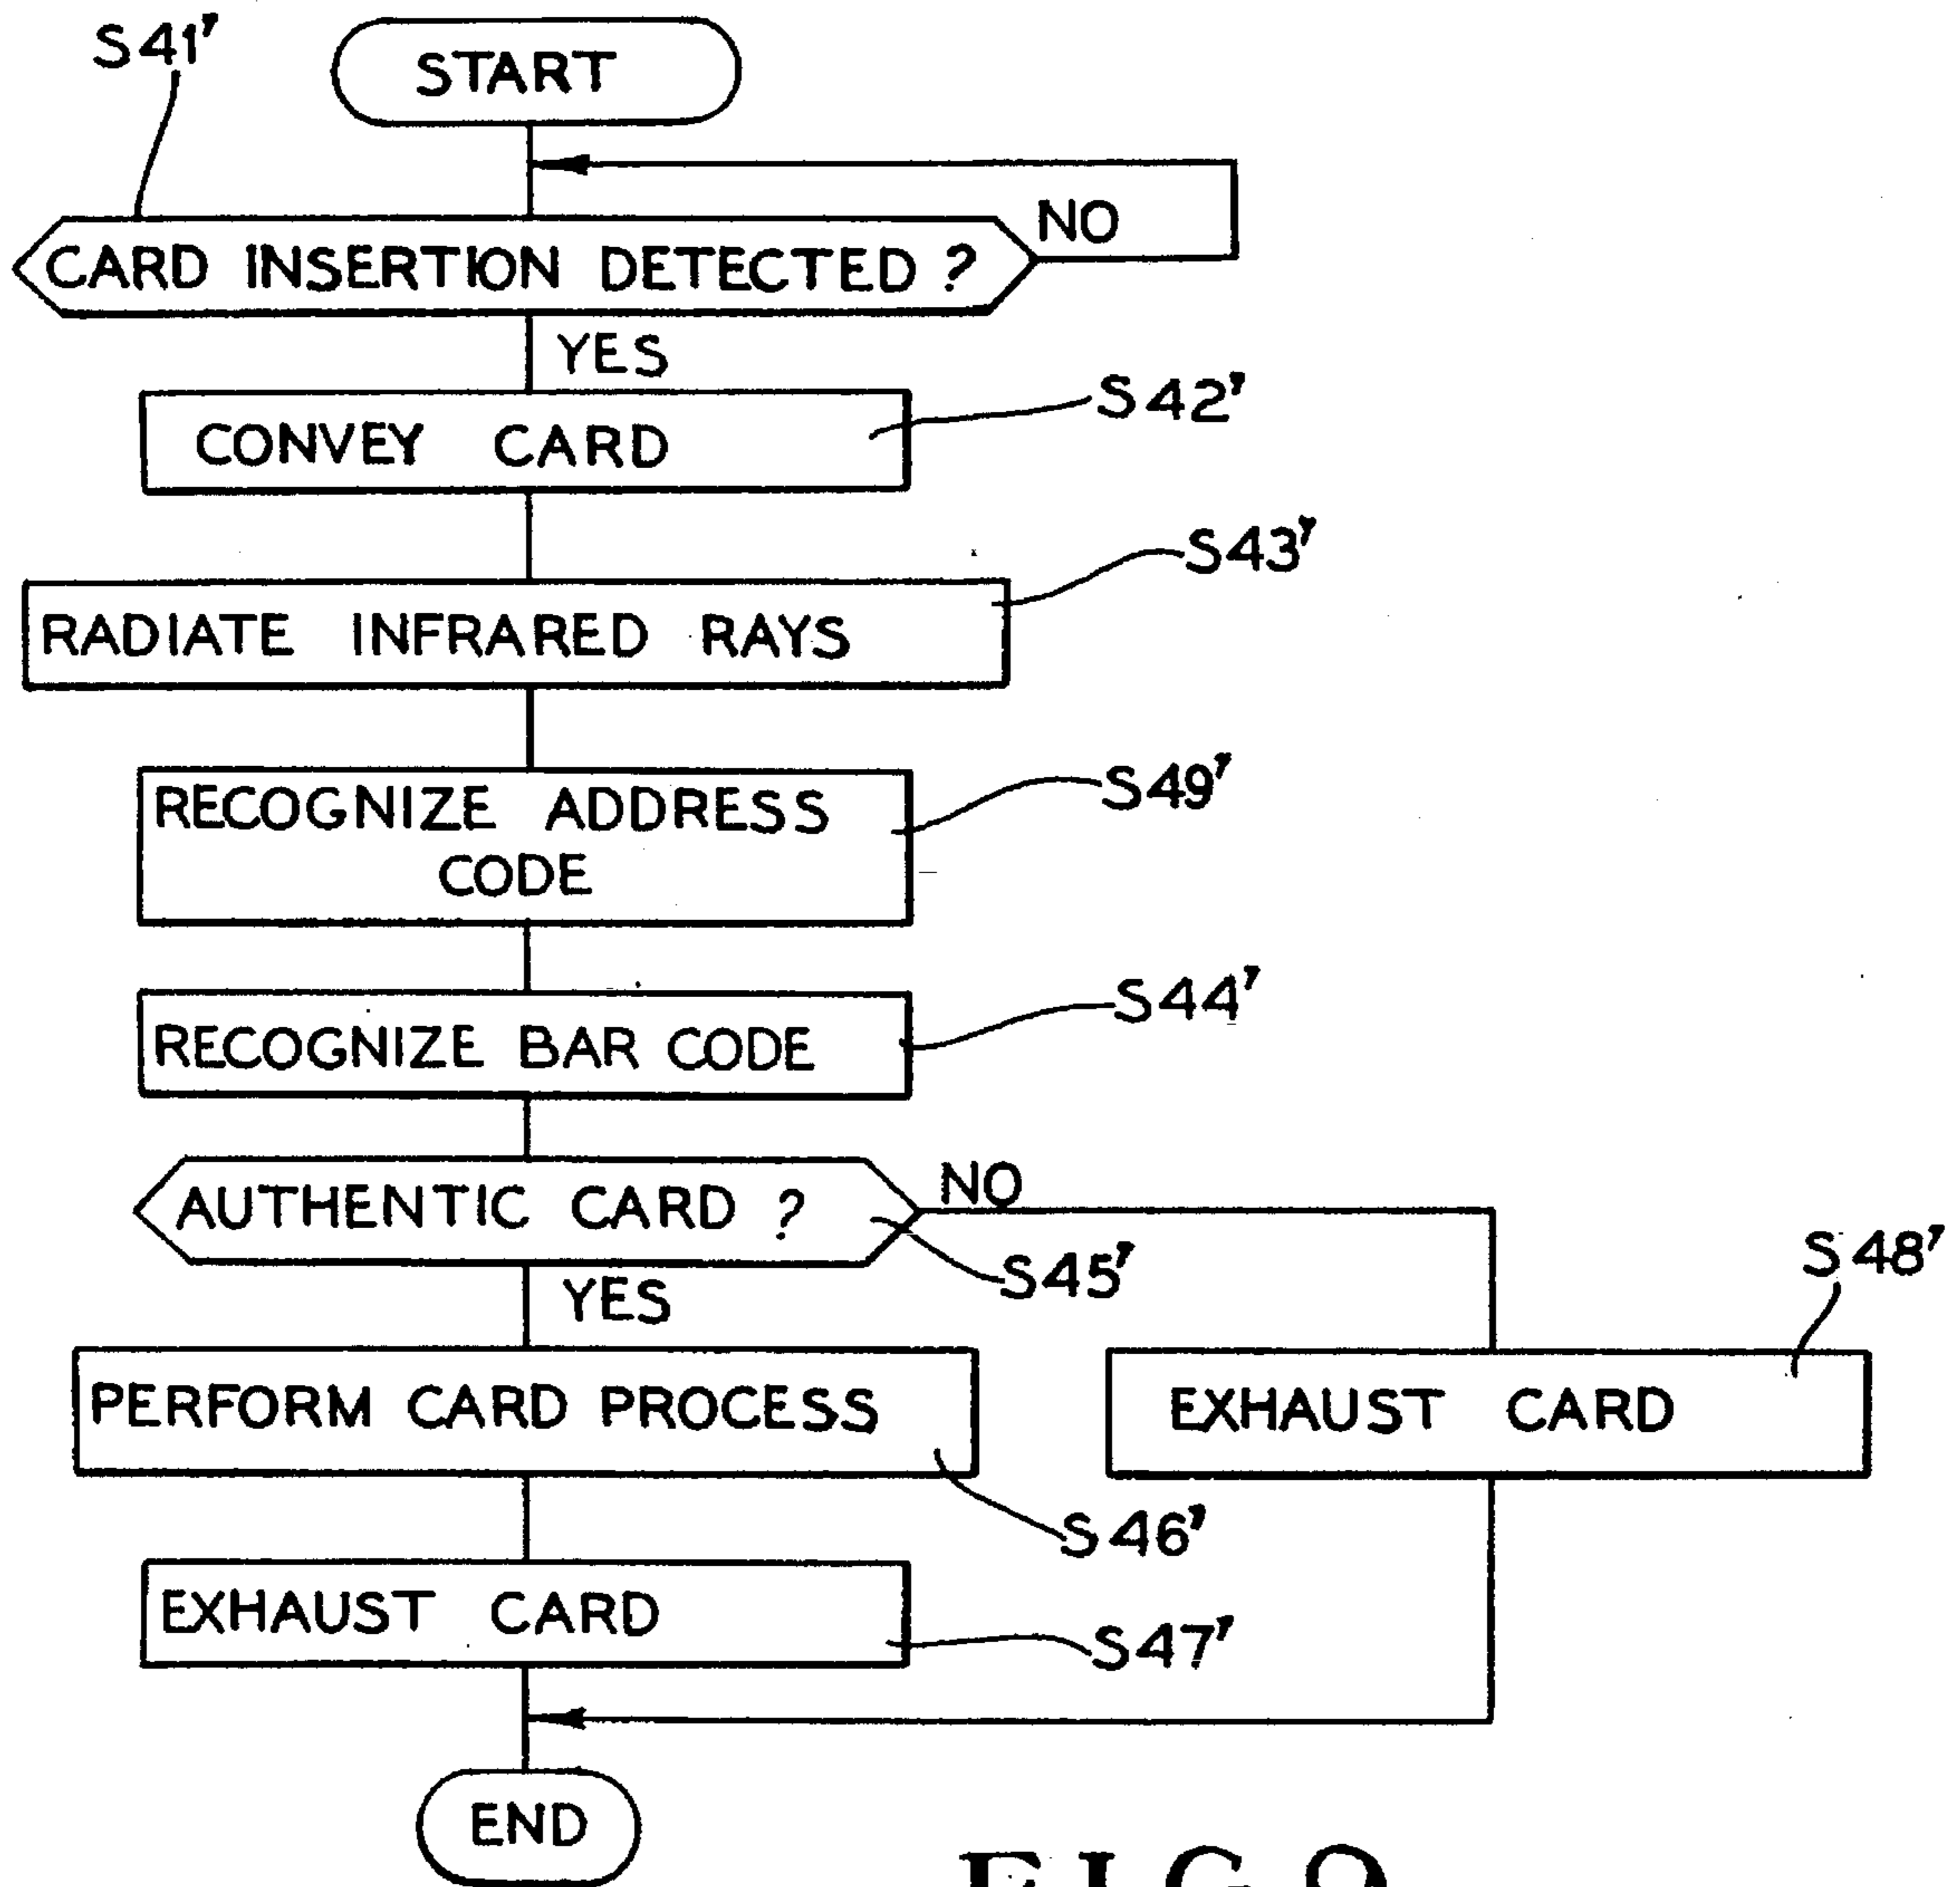 S41'
START
NO
CARD INSERTION DETECTED ?
YES
S42'
CONVEY CARD
S43'
RADIATE INFRARED RAYS
S49'
RECOGNIZE ADDRESS
CODE
S44'
RECOGNIZE BAR CODE
NO
AUTHENTIC CARD ?
S45'
S48'
YES
PERFORM CARD PROCESS
EXHAUST CARD
S46'
EXHAUST CARD
S47'
END